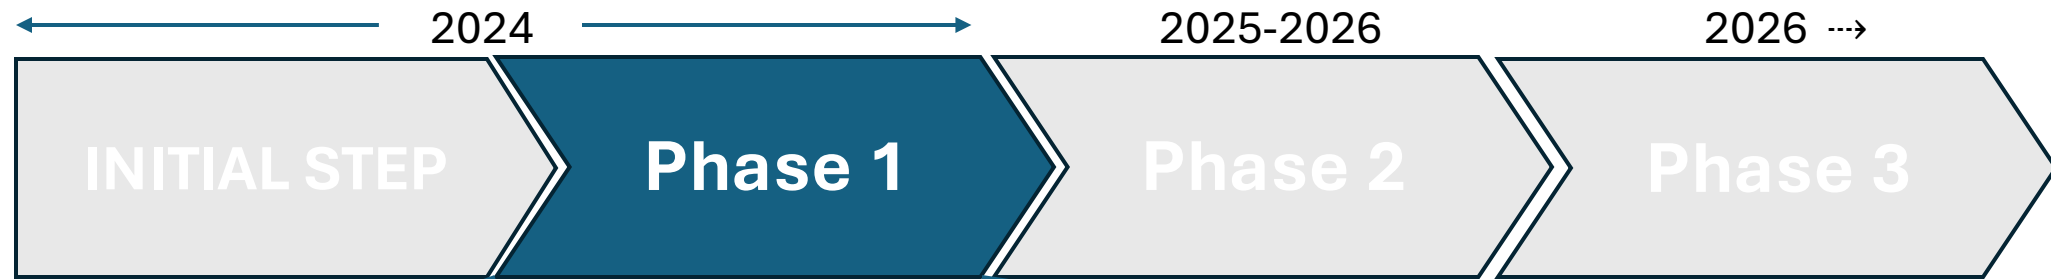 2024
2025-2026
2026 ⇢
INITIAL STEP
Phase 1
Phase 2
Phase 3